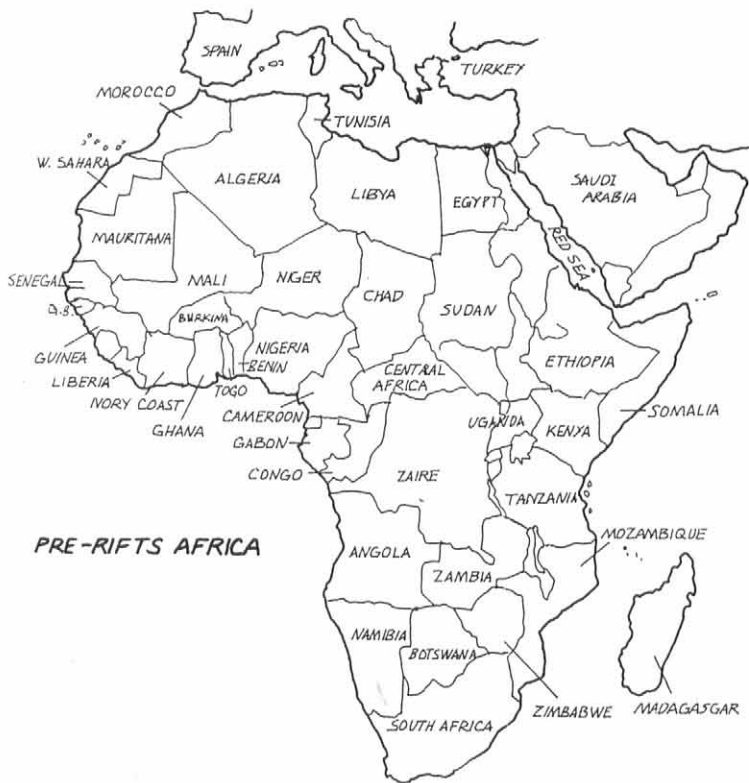 SPAIN
TURKEY
MOROCCO
TUNISIA
W. SAHARA
ALGERIA
LIBYA
EGYPT
SAUDI
ARABIA
RED SEA
MAURITANA
SENEGAL
MALI
NIGER
CHAD
SUDAN
G.B.
BURKINA
GUINEA
NIGERIA
BENIN
ETHIOPIA
LIBERIA
IVORY COAST
GHANA
TOGO
CENTRAL
AFRICA
CAMEROON
UGANDA
KENYA
SOMALIA
GABON
CONGO
ZAIRE
TANZANIA
PRE-RIFTS AFRICA
ANGOLA
ZAMBIA
MOZAMBIQUE
NAMIBIA
BOTSWANA
ZIMBABWE
MADAGASGAR
SOUTH AFRICA